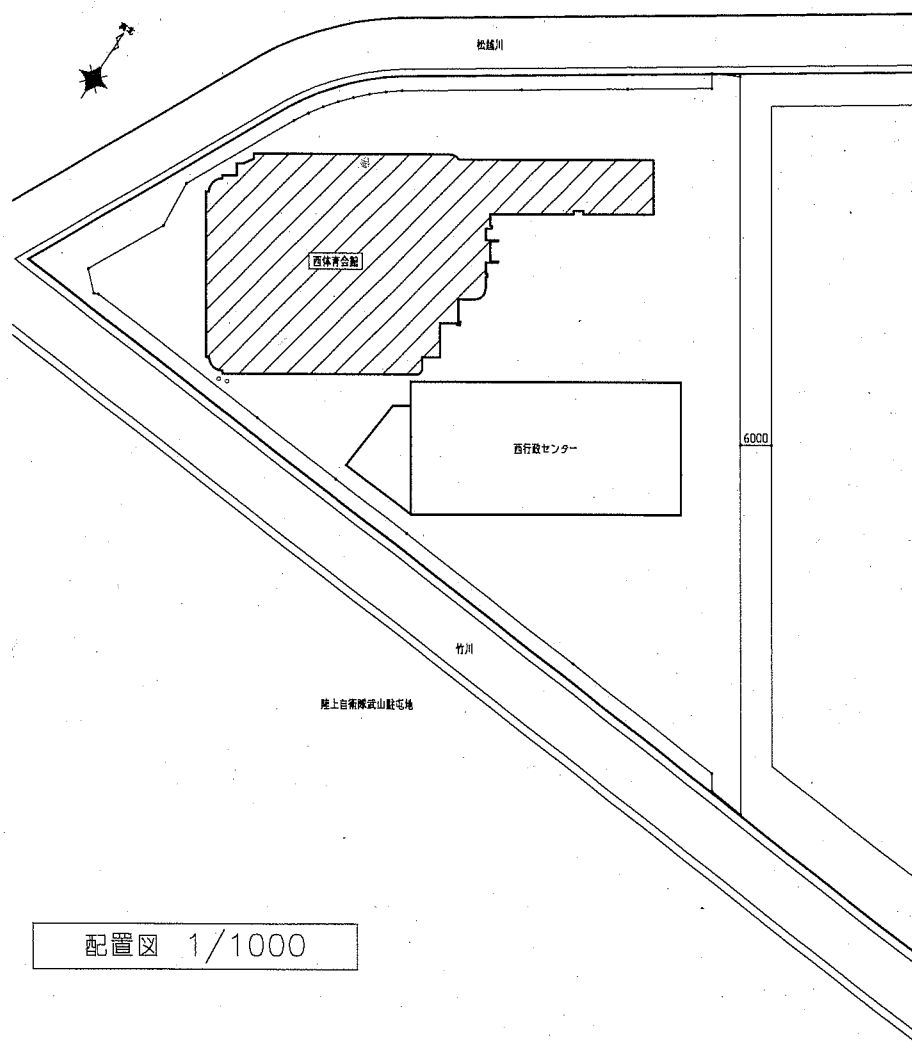 松越川
西体育会館
西行政センター
6000
竹川
陸上自衛隊武山駐屯地
配置図 1/1000